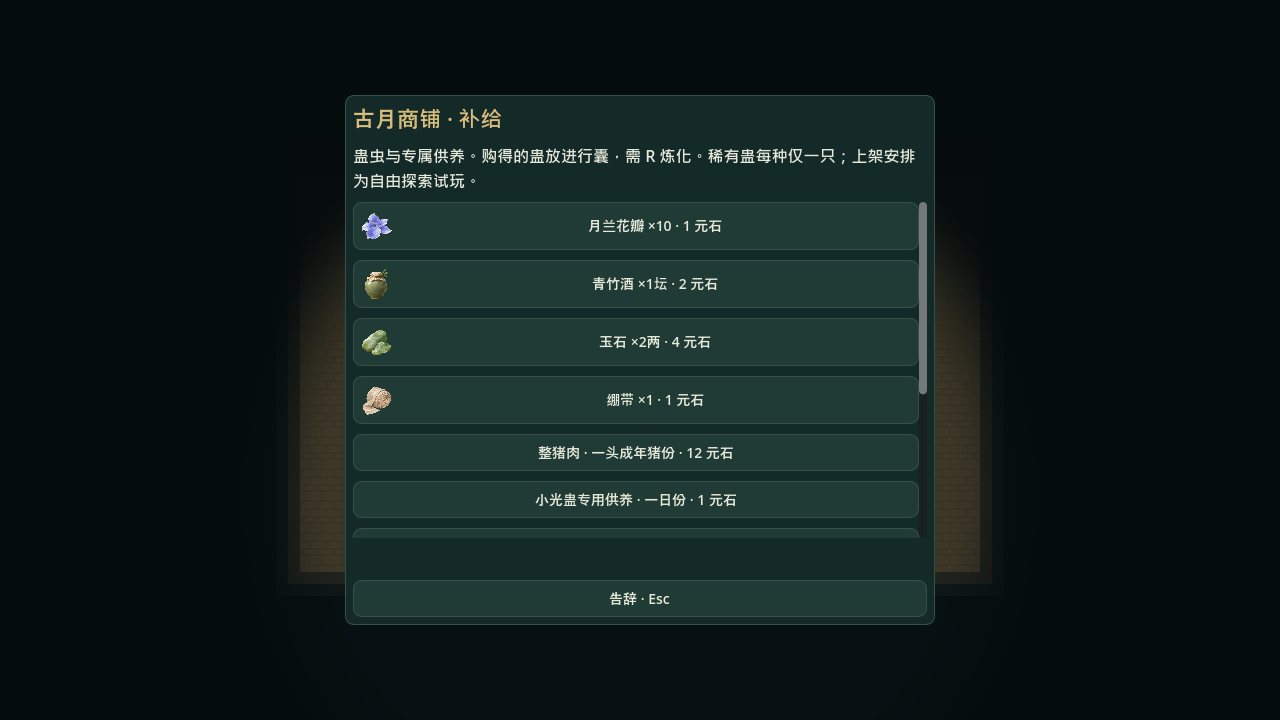 古月商铺 · 补给
蛊虫与专属供养。购得的蛊放进行囊 · 需 R 炼化。稀有蛊每种仅一只；上架安排
为自由探索试玩。
月兰花瓣 ×10 · 1 元石
青竹酒 ×1坛 · 2 元石
玉石 ×2两 · 4 元石
绷带 ×1 · 1 元石
整猪肉 · 一头成年猪份 · 12 元石
小光蛊专用供养 · 一日份 · 1 元石
告辞 · Esc